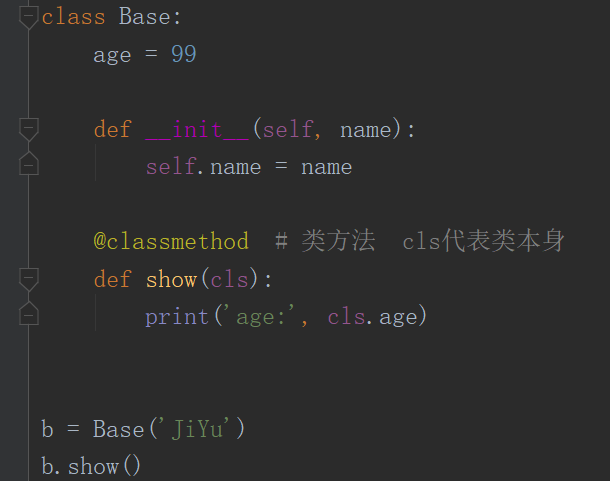 class Base:
    age = 99

    def __init__(self, name):
        self.name = name

    @classmethod  # 类方法  cls代表类本身
    def show(cls):
        print('age:', cls.age)


b = Base('JiYu')
b.show()